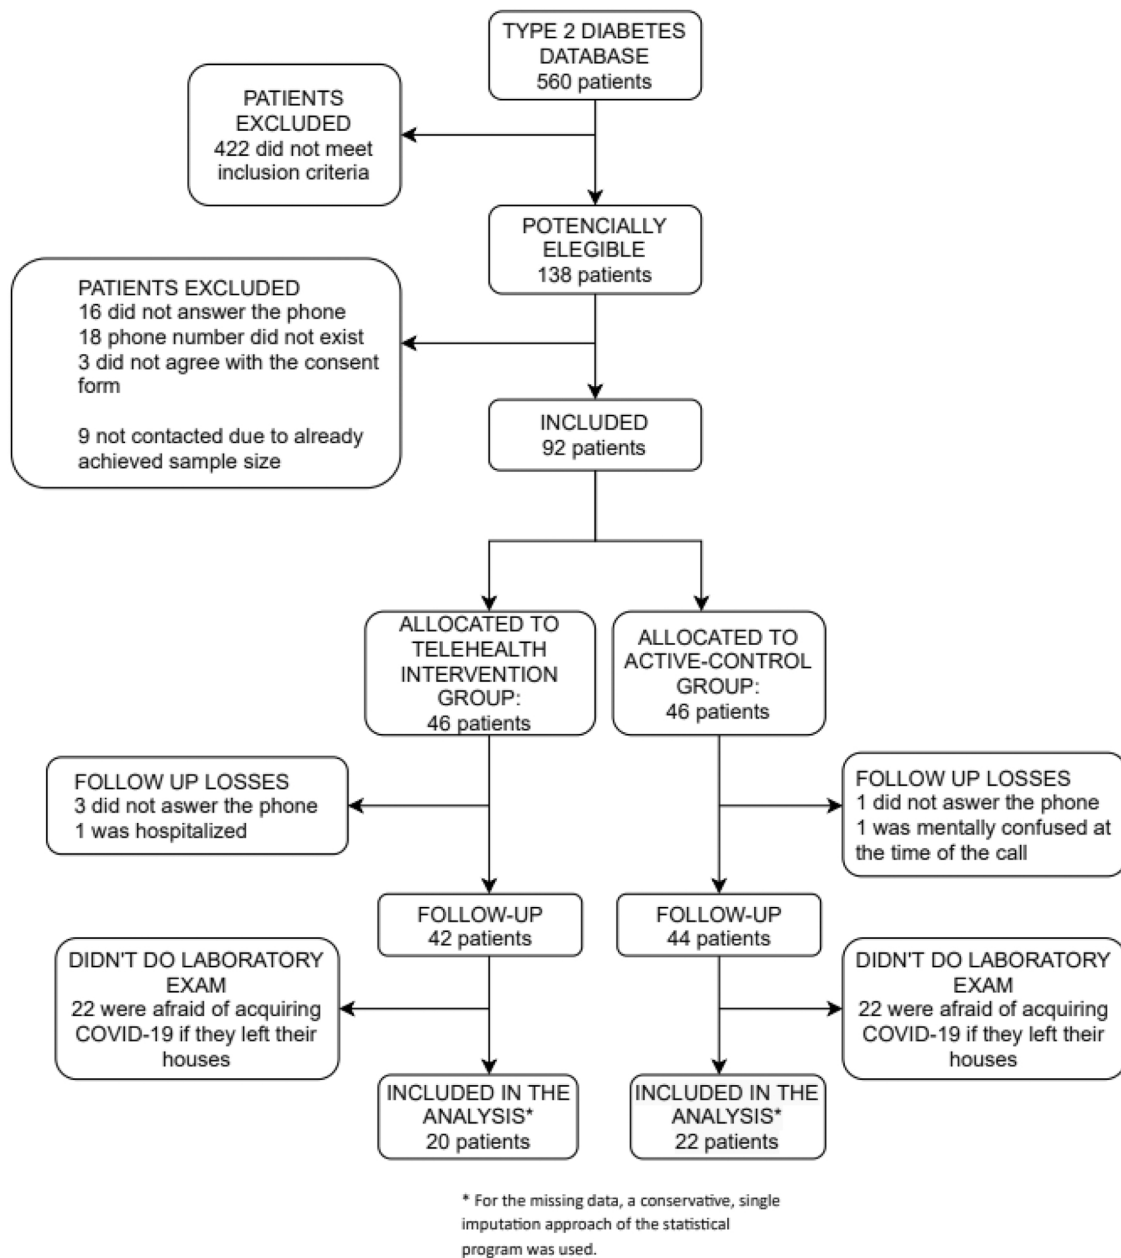 TYPE 2 DIABETES
DATABASE
560 patients
PATIENTS
EXCLUDED
422 did not meet
inclusion criteria
POTENCIALLY
ELEGIBLE
138 patients
PATIENTS EXCLUDED
16 did not answer the phone
18 phone number did not exist
3 did not agree with the consent
form
9 not contacted due to already
achieved sample size
INCLUDED
92 patients
ALLOCATED TO
TELEHEALTH
INTERVENTION
GROUP:
46 patients
ALLOCATED TO
ACTIVE-CONTROL
GROUP:
46 patients
FOLLOW UP LOSSES
3 did not aswer the phone
1 was hospitalized
FOLLOW UP LOSSES
1 did not aswer the phone
1 was mentally confused at
the time of the call
FOLLOW-UP
42 patients
FOLLOW-UP
44 patients
DIDN'T DO LABORATORY
EXAM
22 were afraid of acquiring
COVID-19 if they left their
houses
DIDN'T DO LABORATORY
EXAM
22 were afraid of acquiring
COVID-19 if they left their
houses
INCLUDED IN THE
ANALYSIS*
20 patients
INCLUDED IN THE
ANALYSIS*
22 patients
* For the missing data, a conservative, single
imputation approach of the statistical
program was used.